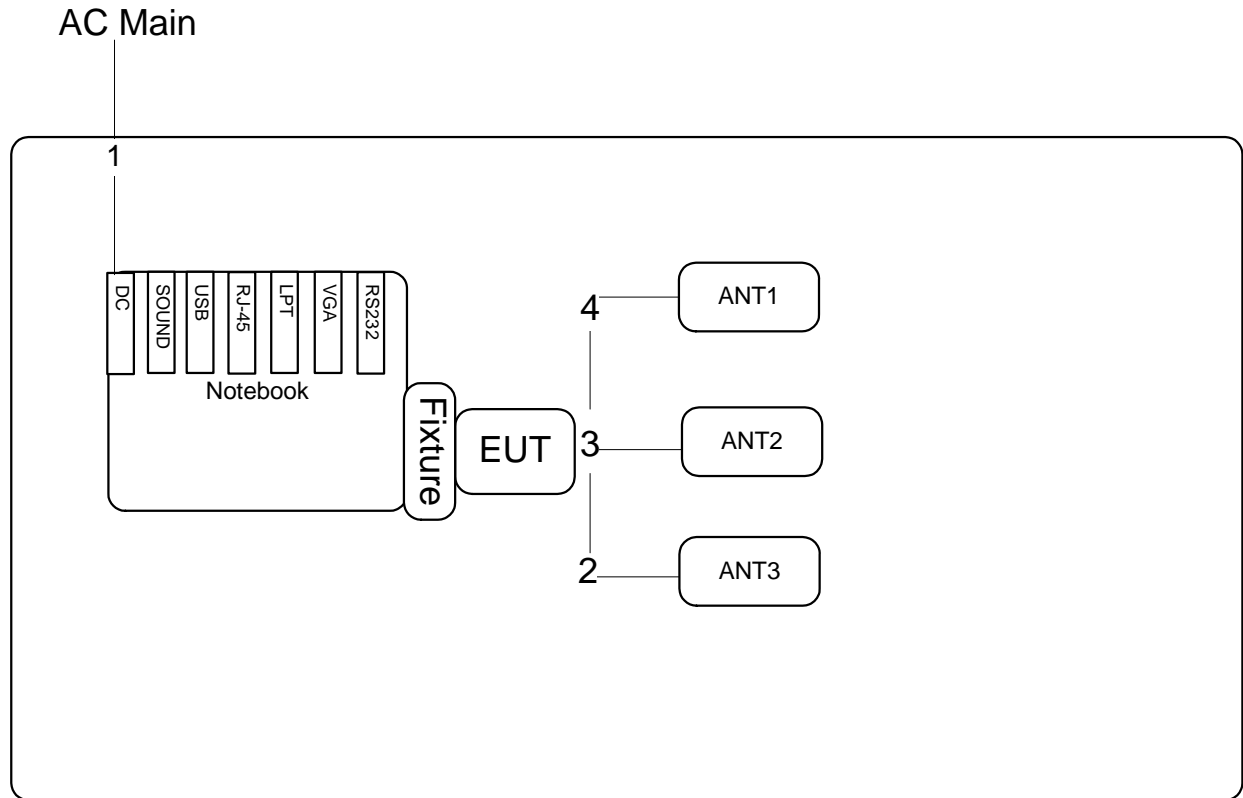 AC Main
1
DC
SOUND
USB
RJ-45
LPT
VGA
RS232
Notebook
Fixture
EUT
4
ANT1
3
ANT2
2
ANT3